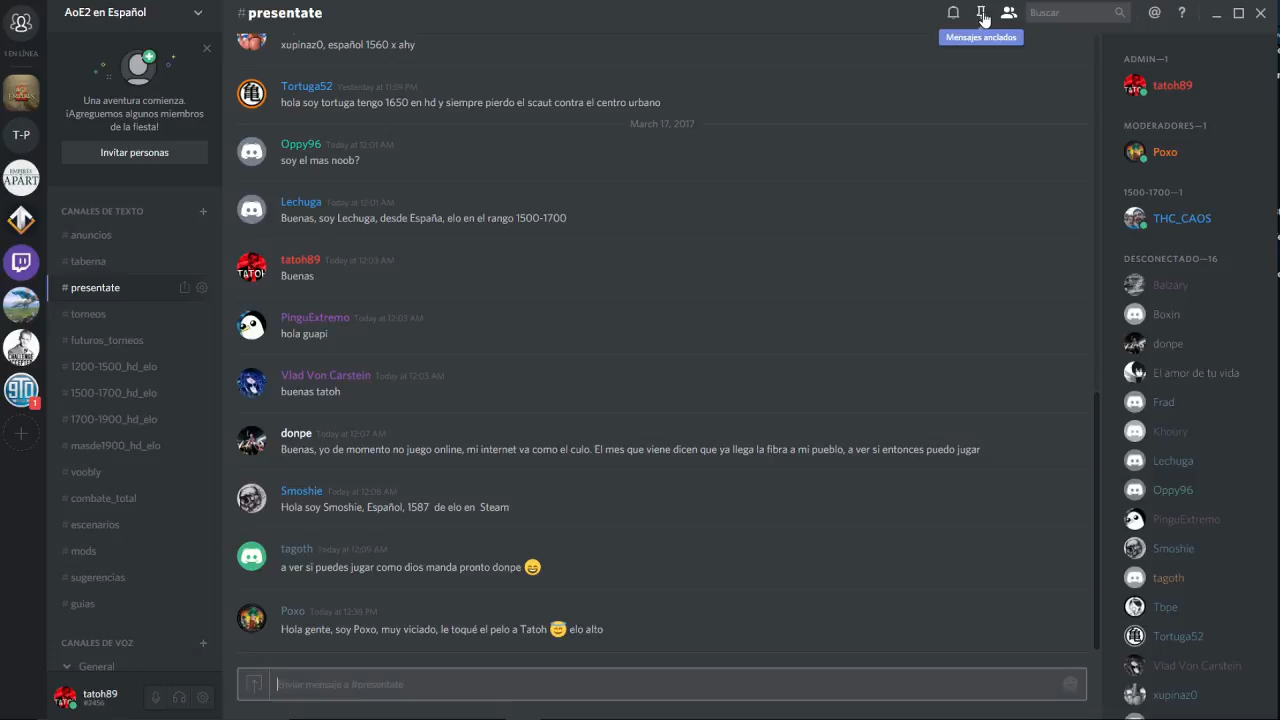 AoE2 en Español
#presentate
Buscar
Mensajes anclados
1 EN LÍNEA
T-P
EMPIRES
APART
1
Una aventura comienza.
¡Agreguemos algunos miembros
de la fiesta!
Invitar personas
CANALES DE TEXTO
# anuncios
# taberna
# presentate
# torneos
# futuros_torneos
# 1200-1500_hd_elo
# 1500-1700_hd_elo
# 1700-1900_hd_elo
# masde1900_hd_elo
# voobly
# combate_total
# escenarios
# mods
# sugerencias
# guias
CANALES DE VOZ
General
tatoh89
#2456
xupinaz0, español 1560 x ahy
Tortuga52 Yesterday at 11:59 PM
hola soy tortuga tengo 1650 en hd y siempre pierdo el scaut contra el centro urbano
March 17, 2017
Oppy96 Today at 12:01 AM
soy el mas noob?
Lechuga Today at 12:01 AM
Buenas, soy Lechuga, desde España, elo en el rango 1500-1700
tatoh89 Today at 12:03 AM
Buenas
PinguExtremo Today at 12:03 AM
hola guapi
Vlad Von Carstein Today at 12:03 AM
buenas tatoh
donpe Today at 12:07 AM
Buenas, yo de momento no juego online, mi internet va como el culo. El mes que viene dicen que ya llega la fibra a mi pueblo, a ver si entonces puedo jugar
Smoshie Today at 12:08 AM
Hola soy Smoshie, Español, 1587 de elo en Steam
tagoth Today at 12:09 AM
a ver si puedes jugar como dios manda pronto donpe 😄
Poxo Today at 12:38 PM
Hola gente, soy Poxo, muy viciado, le toqué el pelo a Tatoh 😇 elo alto
Enviar mensaje a #presentate
ADMIN—1
tatoh89
MODERADORES—1
Poxo
1500-1700—1
THC_CAOS
DESCONECTADO—16
Balzary
Boxin
donpe
El amor de tu vida
Frad
Khoury
Lechuga
Oppy96
PinguExtremo
Smoshie
tagoth
Tbpe
Tortuga52
Vlad Von Carstein
xupinaz0